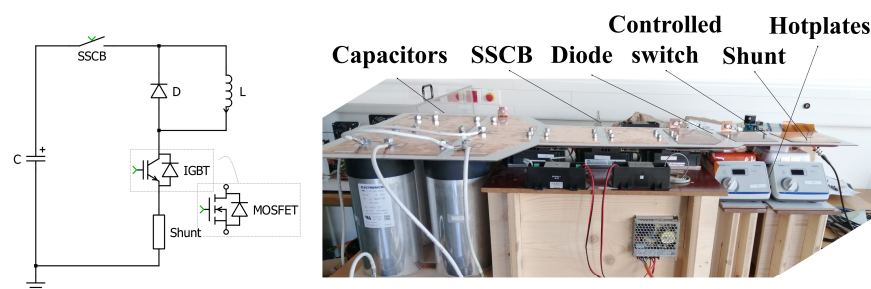 SSCB
D
L
C
+
IGBT
MOSFET
Shunt
Capacitors SSCB Diode Controlled switch Shunt Hotplates